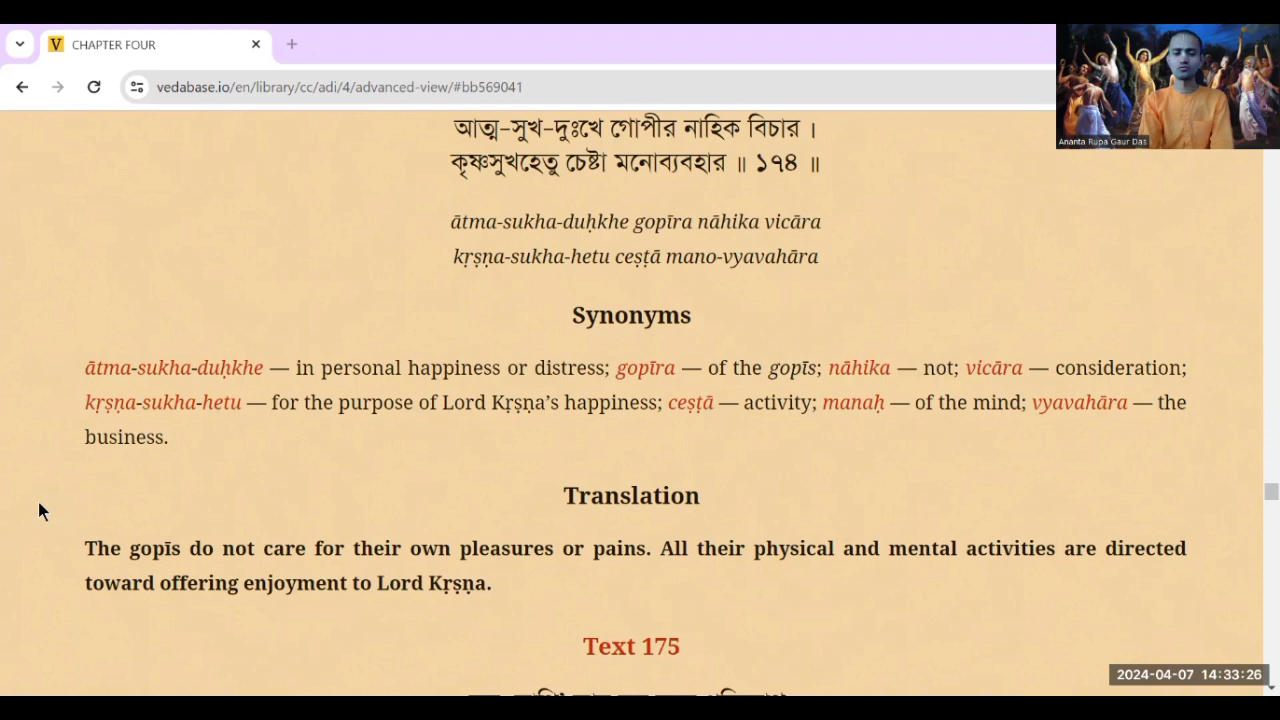 CHAPTER FOUR
vedabase.io/en/library/cc/adi/4/advanced-view/#bb569041
Ananta Rupa Gaur Das
আত্ম-সুখ-দুঃখে গোপীর নাহিক বিচার ।
কৃষ্ণসুখহেতু চেষ্টা মনোব্যবহার ॥ ১৭৪ ॥
ātma-sukha-duḥkhe gopīra nāhika vicāra
kṛṣṇa-sukha-hetu ceṣṭā mano-vyavahāra
Synonyms
ātma-sukha-duḥkhe — in personal happiness or distress; gopīra — of the gopīs; nāhika — not; vicāra — consideration;
kṛṣṇa-sukha-hetu — for the purpose of Lord Kṛṣṇa’s happiness; ceṣṭā — activity; manaḥ — of the mind; vyavahāra — the
business.
Translation
The gopīs do not care for their own pleasures or pains. All their physical and mental activities are directed
toward offering enjoyment to Lord Kṛṣṇa.
Text 175
2024-04-07 14:33:26